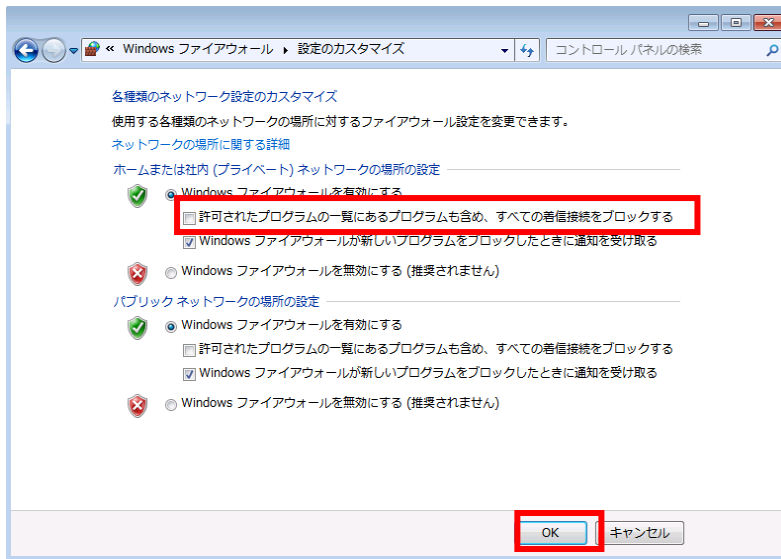 « Windows ファイアウォール 設定のカスタマイズ コントロール パネルの検索
各種類のネットワーク設定のカスタマイズ
使用する各種類のネットワークの場所に対するファイアウォール設定を変更できます。
ネットワークの場所に関する詳細
ホームまたは社内 (プライベート) ネットワークの場所の設定
Windows ファイアウォールを有効にする
許可されたプログラムの一覧にあるプログラムも含め、すべての着信接続をブロックする
Windows ファイアウォールが新しいプログラムをブロックしたときに通知を受け取る
Windows ファイアウォールを無効にする (推奨されません)
パブリック ネットワークの場所の設定
Windows ファイアウォールを有効にする
許可されたプログラムの一覧にあるプログラムも含め、すべての着信接続をブロックする
Windows ファイアウォールが新しいプログラムをブロックしたときに通知を受け取る
Windows ファイアウォールを無効にする (推奨されません)
OK キャンセル